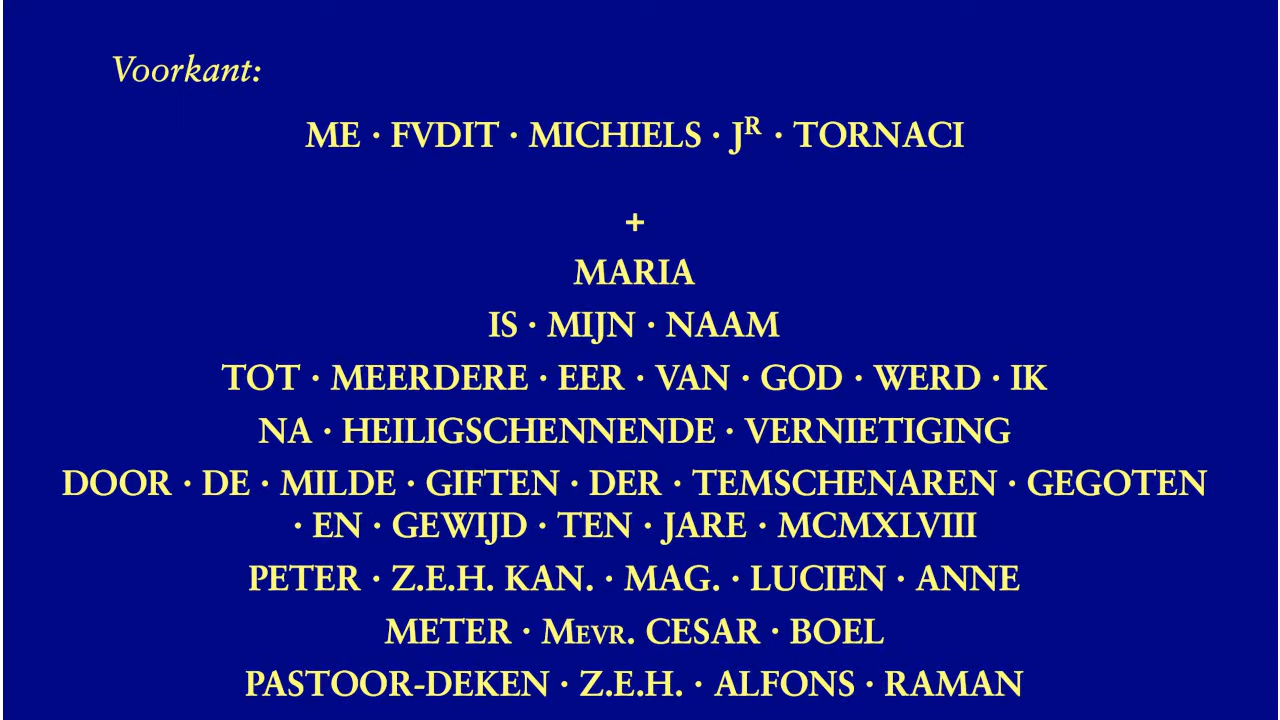 Voorkant:
ME · FVDIT · MICHIELS · Jᴿ · TORNACI
+
MARIA
IS · MIJN · NAAM
TOT · MEERDERE · EER · VAN · GOD · WERD · IK
NA · HEILIGSCHENNENDE · VERNIETIGING
DOOR · DE · MILDE · GIFTEN · DER · TEMSCHENAREN · GEGOTEN
· EN · GEWIJD · TEN · JARE · MCMXLVIII
PETER · Z.E.H. KAN. · MAG. · LUCIEN · ANNE
METER · Mevr. CESAR · BOEL
PASTOOR-DEKEN · Z.E.H. · ALFONS · RAMAN